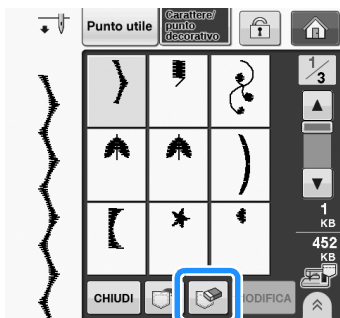 Punto utile
Carattere/
punto
decorativo
1/3
1
KB
452
KB
CHIUDI
MODIFICA